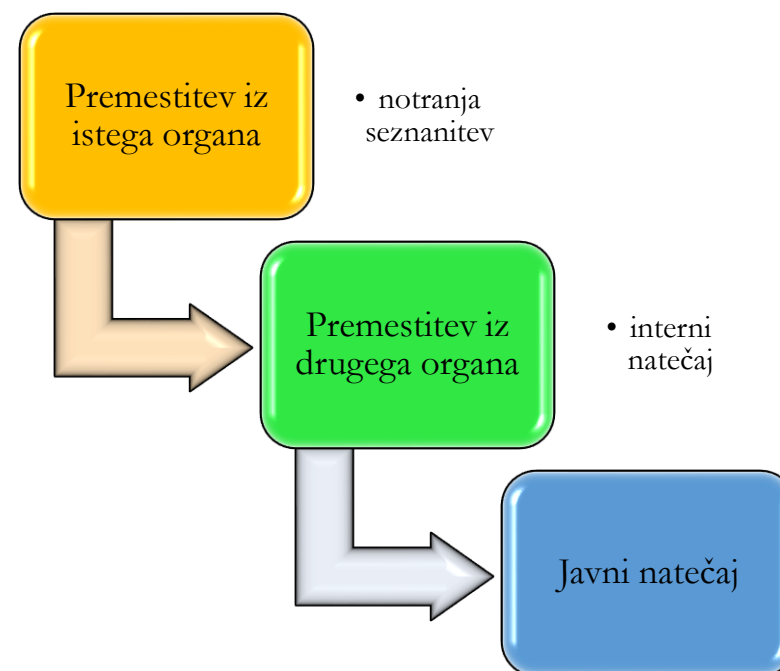 Premestitev iz
istega organa
• notranja
seznanitev
Premestitev iz
drugega organa
• interni
natečaj
Javni natečaj